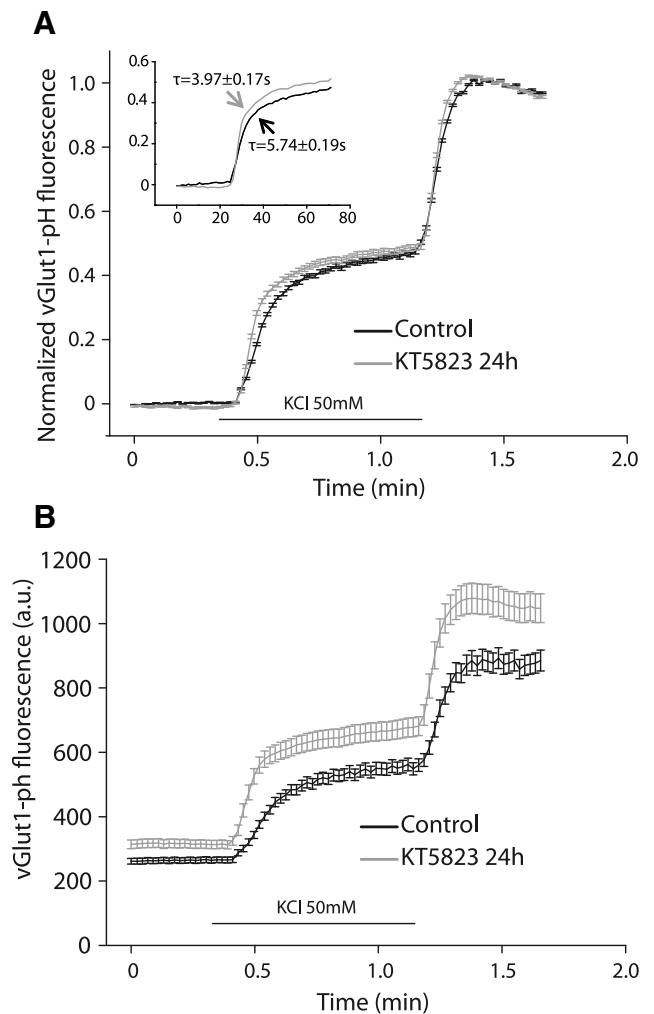 A
Normalized vGlut1-pH fluorescence
1.0
0.8
0.6
0.4
0.2
0
0.6
0.4
0.2
0
τ=3.97±0.17s
τ=5.74±0.19s
0 20 40 60 80
Control
KT5823 24h
KCl 50mM
0 0.5 1.0 1.5 2.0
Time (min)
B
vGlut1-ph fluorescence (a.u.)
1200
1000
800
600
400
200
0
Control
KT5823 24h
KCl 50mM
0 0.5 1.0 1.5 2.0
Time (min)